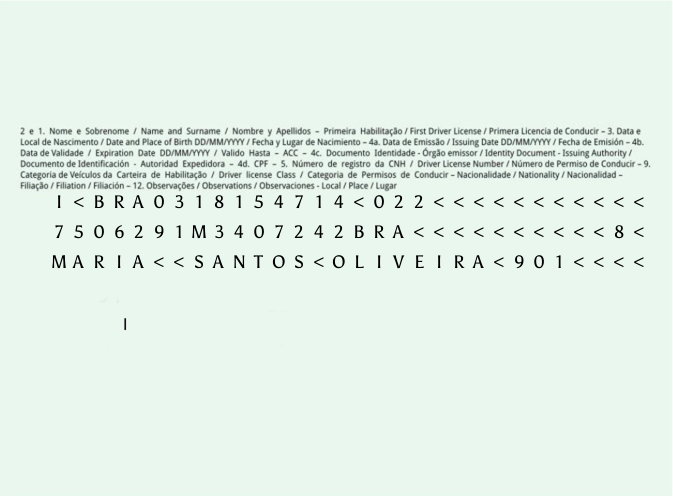 2 e 1. Nome e Sobrenome / Name and Surname / Nombre y Apellidos – Primeira Habilitação / First Driver License / Primera Licencia de Conducir – 3. Data e
Local de Nascimento / Date and Place of Birth DD/MM/YYYY / Fecha y Lugar de Nacimiento – 4a. Data de Emissão / Issuing Date DD/MM/YYYY / Fecha de Emisión – 4b.
Data de Validade / Expiration Date DD/MM/YYYY / Valido Hasta – ACC – 4c. Documento Identidade - Órgão emissor / Identity Document - Issuing Authority /
Documento de Identificación - Autoridad Expedidora – 4d. CPF – 5. Número de registro da CNH / Driver License Number / Número de Permiso de Conducir – 9.
Categoria de Veículos da Carteira de Habilitação / Driver license Class / Categoria de Permisos de Conducir – Nacionalidade / Nationality / Nacionalidad –
Filiação / Filiation / Filiación – 12. Observações / Observations / Observaciones - Local / Place / Lugar
I<BRA0318154714<022<<<<<<<<<<<
7506291M3407242BRA<<<<<<<<<<8<
MARIA<<SANTOS<OLIVEIRA<901<<<<
I